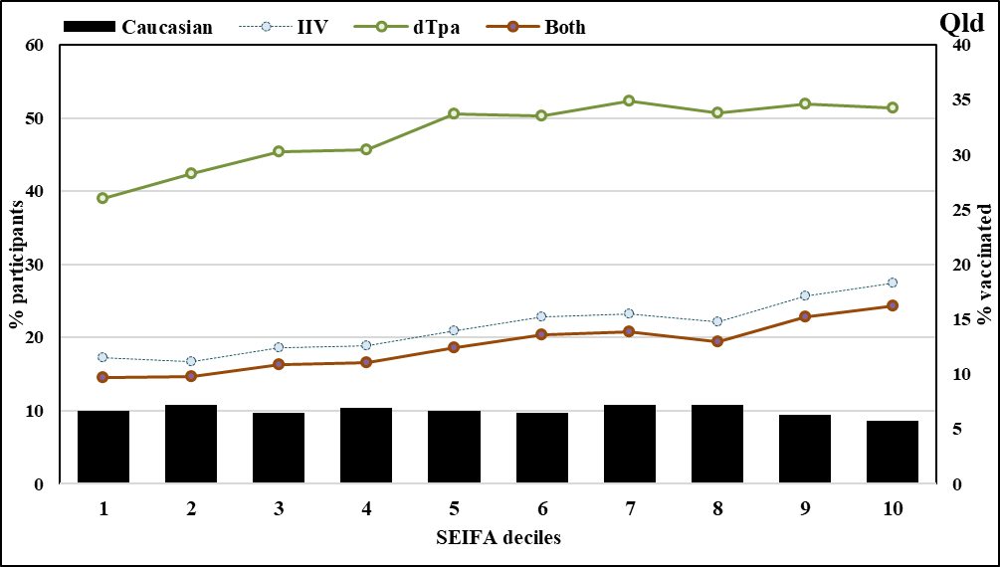 Caucasian IIV dTpa Both Qld
60 40
50 35
40 30
30 25
20 20
10 15
0 10
5
0
% participants
% vaccinated
1 2 3 4 5 6 7 8 9 10
SEIFA deciles